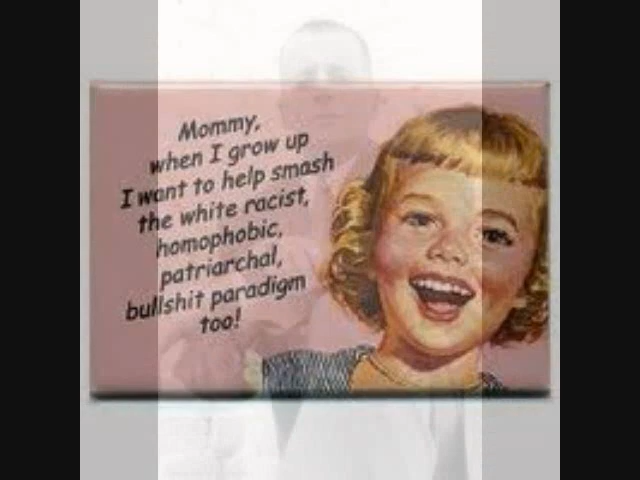 Mommy,
when I grow up
I want to help smash
the white racist,
homophobic,
patriarchal,
bullshit paradigm
too!